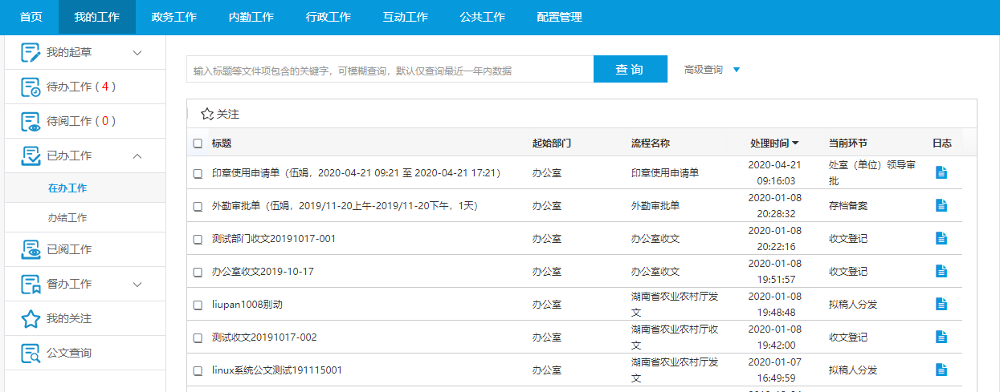 首页 我的工作 政务工作 内勤工作 行政工作 互动工作 公共工作 配置管理
我的起草
待办工作 ( 4 )
待阅工作 ( 0 )
已办工作
在办工作
办结工作
已阅工作
督办工作
我的关注
公文查询
输入标题等文件项包含的关键字，可模糊查询，默认仅查询最近一年内数据 查 询 高级查询
关注
标题 起始部门 流程名称 处理时间 当前环节 日志
印章使用申请单（伍娟，2020-04-21 09:21 至 2020-04-21 17:21） 办公室 印章使用申请单 2020-04-21 09:16:03 处室（单位）领导审批
外勤审批单（伍娟，2019/11-20上午-2019/11-20下午，1天） 办公室 外勤审批单 2020-01-08 20:28:32 存档备案
测试部门收文20191017-001 办公室 办公室收文 2020-01-08 20:22:16 收文登记
办公室收文2019-10-17 办公室 办公室收文 2020-01-08 19:51:57 收文登记
liupan1008别动 办公室 湖南省农业农村厅发文 2020-01-08 19:48:48 拟稿人分发
测试收文20191017-002 办公室 湖南省农业农村厅收文 2020-01-08 19:42:00 收文登记
linux系统公文测试191115001 办公室 湖南省农业农村厅发文 2020-01-07 16:49:59 拟稿人分发